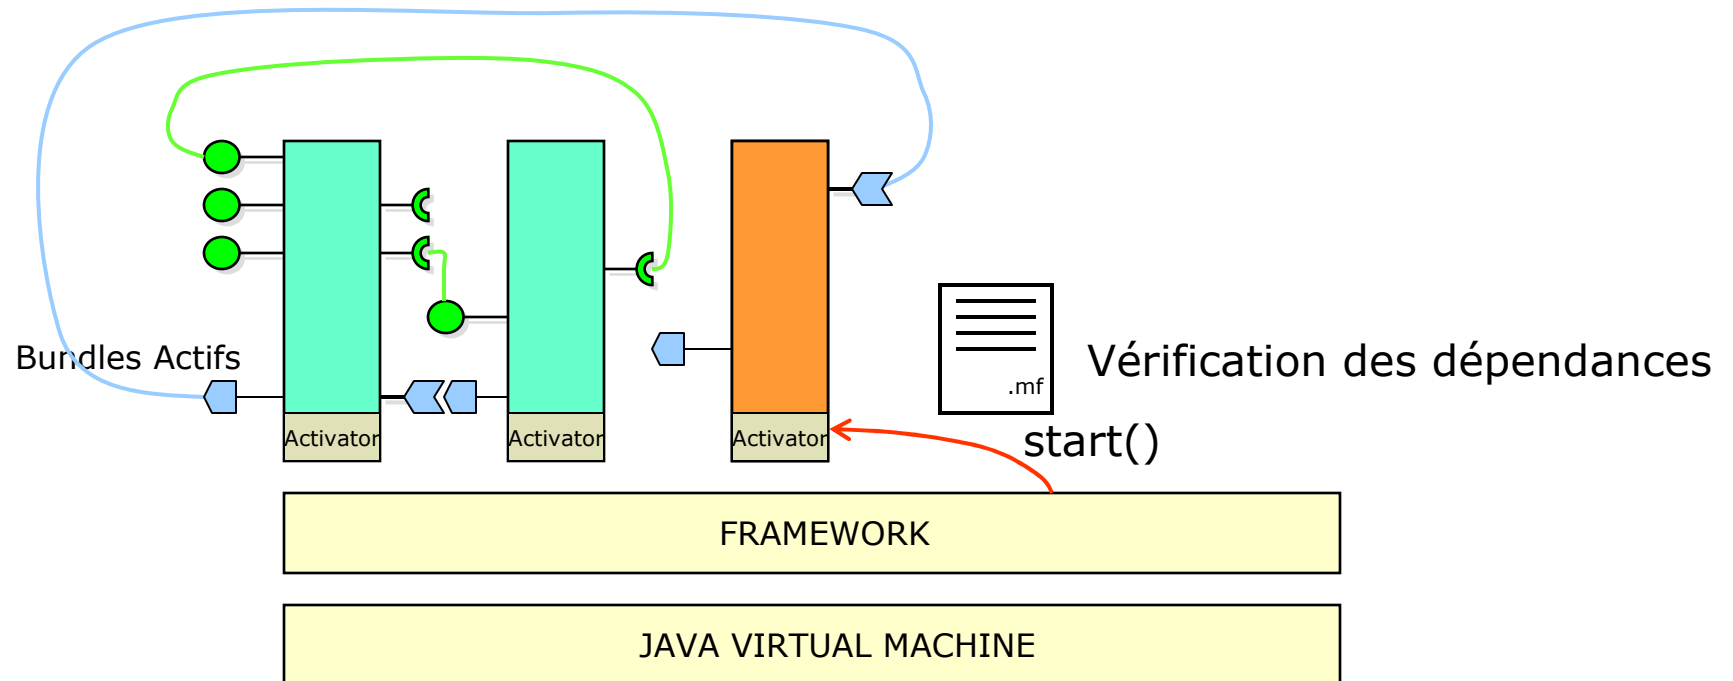 Bundles Actifs
.mf
Vérification des dépendances
Activator
Activator
Activator
start()
FRAMEWORK
JAVA VIRTUAL MACHINE